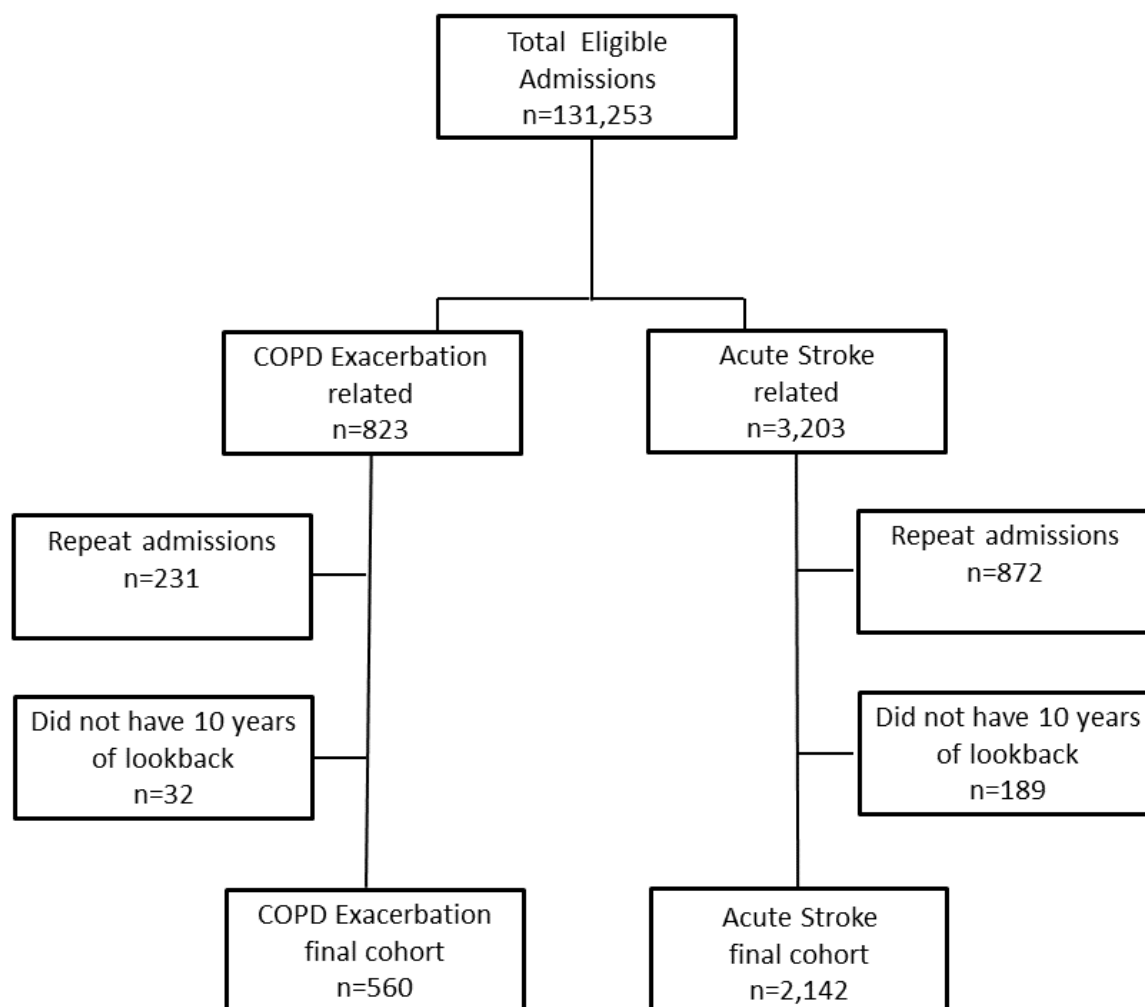 Total Eligible
Admissions
n=131,253
COPD Exacerbation
related
n=823
Acute Stroke
related
n=3,203
Repeat admissions
n=231
Repeat admissions
n=872
Did not have 10 years
of lookback
n=32
Did not have 10 years
of lookback
n=189
COPD Exacerbation
final cohort
n=560
Acute Stroke
final cohort
n=2,142